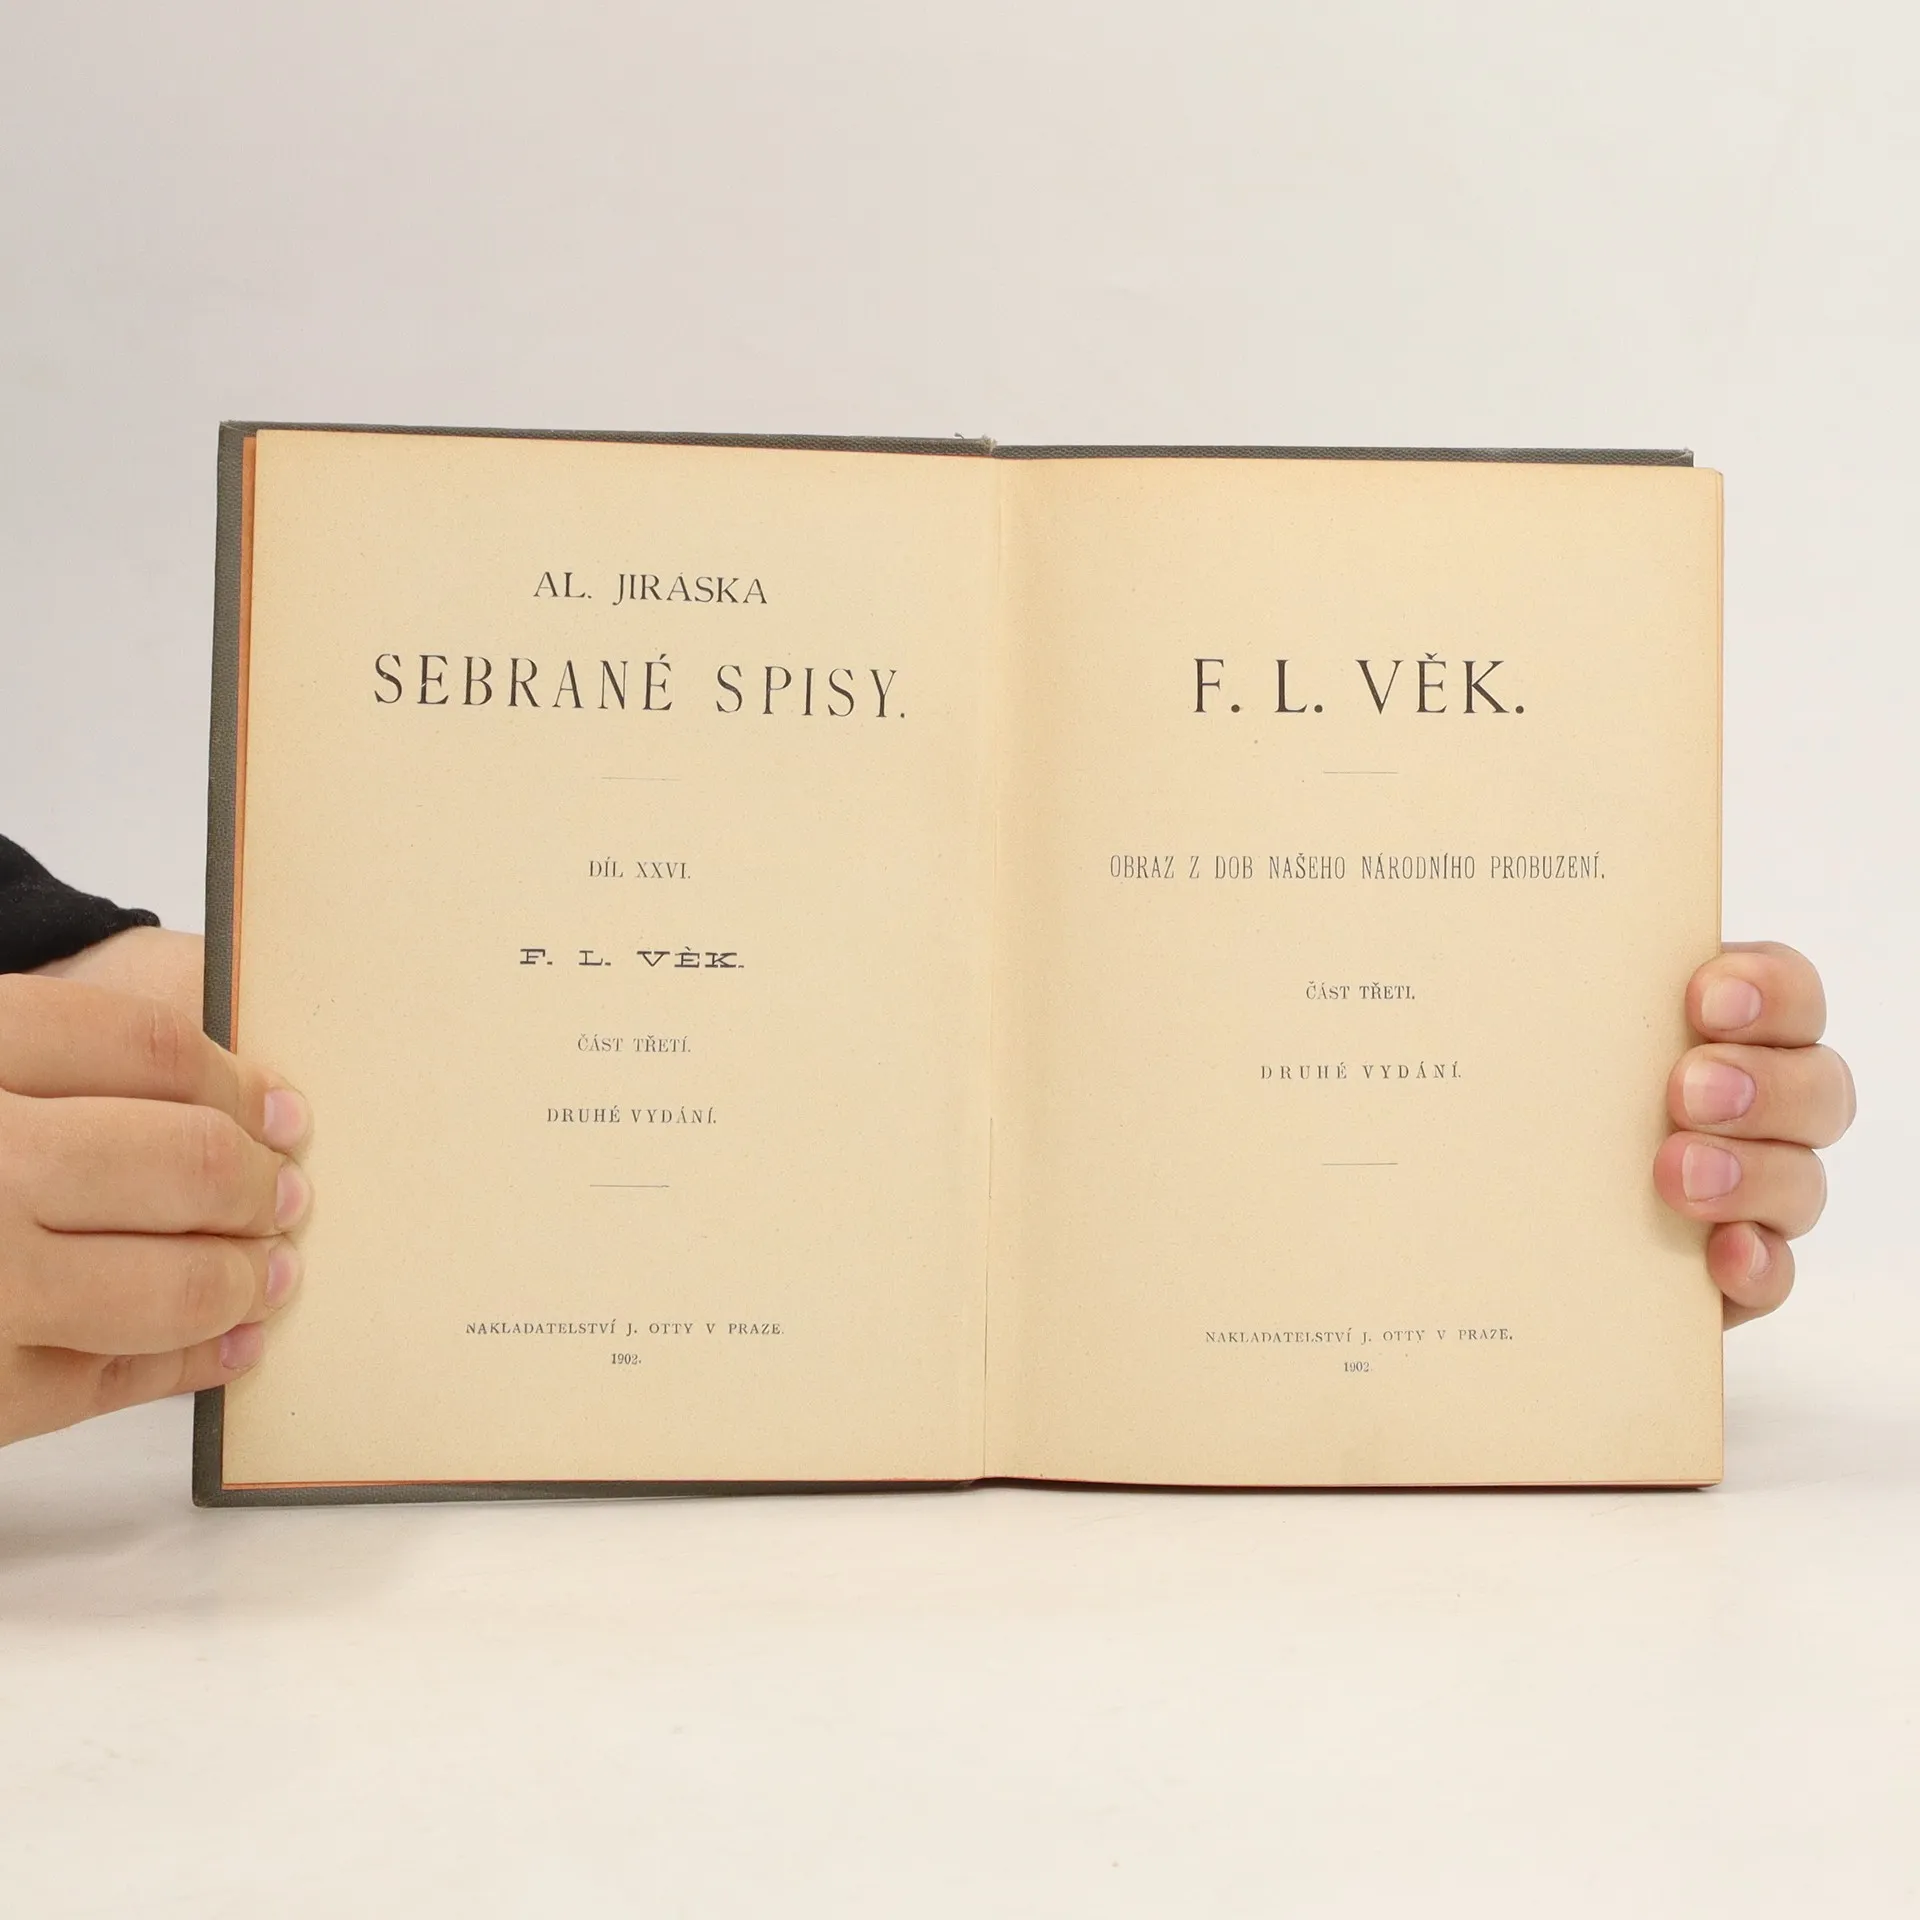 AL. JIRÁSKA
SEBRANÉ SPISY.
DÍL XXVI.
F. L. VĚK.
ČÁST TŘETÍ.
DRUHÉ VYDÁNÍ.
NAKLADATELSTVÍ J. OTTY V PRAZE.
1902.
F. L. VĚK.
OBRAZ Z DOB NAŠEHO NÁRODNÍHO PROBUZENÍ.
ČÁST TŘETI.
DRUHÉ VYDÁNÍ.
NAKLADATELSTVÍ J. OTTY V PRAZE.
1902